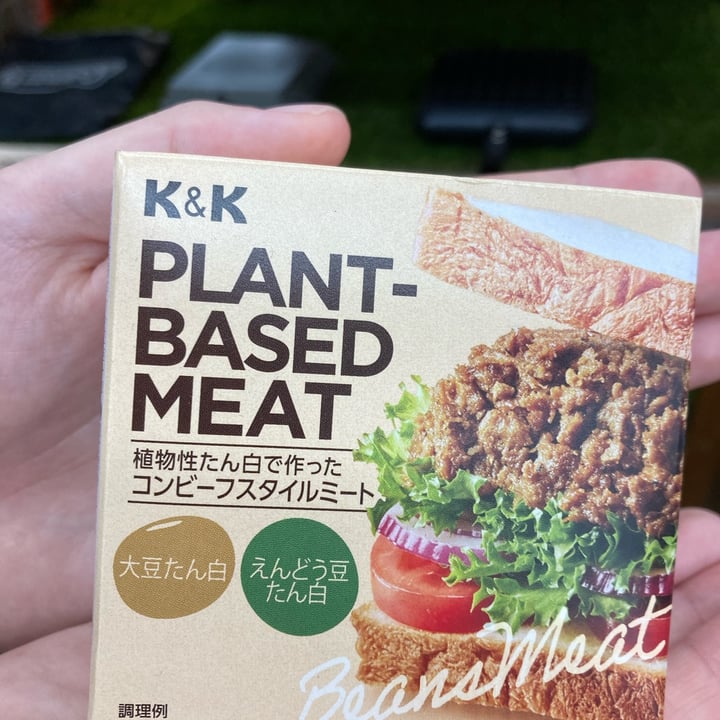 K&K
PLANT-
BASED
MEAT
植物性たん白で作った
コンビーフスタイルミート
大豆たん白
えんどう豆
たん白
BeansMeat
調理例